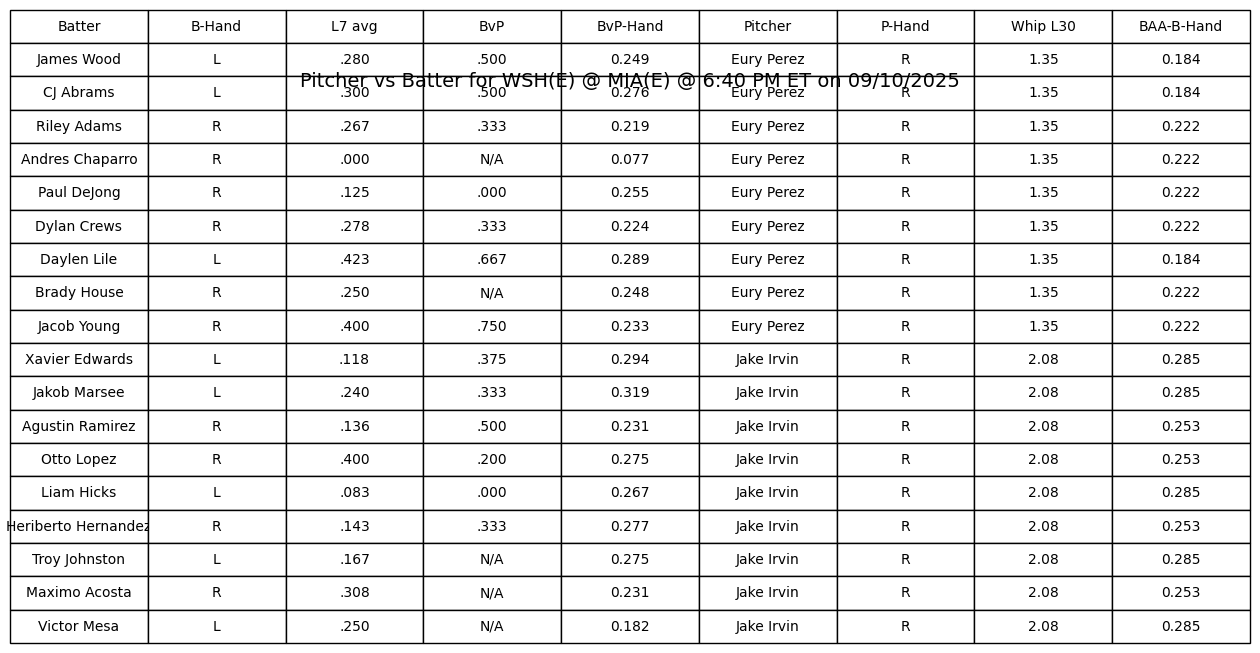 Batter B-Hand L7 avg BvP BvP-Hand Pitcher P-Hand Whip L30 BAA-B-Hand
James Wood L .280 .500 0.249 Eury Perez R 1.35 0.184
Pitcher vs Batter for WSH(E) @ MIA(E) @ 6:40 PM ET on 09/10/2025
CJ Abrams L .300 .500 0.276 Eury Perez R 1.35 0.184
Riley Adams R .267 .333 0.219 Eury Perez R 1.35 0.222
Andres Chaparro R .000 N/A 0.077 Eury Perez R 1.35 0.222
Paul DeJong R .125 .000 0.255 Eury Perez R 1.35 0.222
Dylan Crews R .278 .333 0.224 Eury Perez R 1.35 0.222
Daylen Lile L .423 .667 0.289 Eury Perez R 1.35 0.184
Brady House R .250 N/A 0.248 Eury Perez R 1.35 0.222
Jacob Young R .400 .750 0.233 Eury Perez R 1.35 0.222
Xavier Edwards L .118 .375 0.294 Jake Irvin R 2.08 0.285
Jakob Marsee L .240 .333 0.319 Jake Irvin R 2.08 0.285
Agustin Ramirez R .136 .500 0.231 Jake Irvin R 2.08 0.253
Otto Lopez R .400 .200 0.275 Jake Irvin R 2.08 0.253
Liam Hicks L .083 .000 0.267 Jake Irvin R 2.08 0.285
Heriberto Hernandez R .143 .333 0.277 Jake Irvin R 2.08 0.253
Troy Johnston L .167 N/A 0.275 Jake Irvin R 2.08 0.285
Maximo Acosta R .308 N/A 0.231 Jake Irvin R 2.08 0.253
Victor Mesa L .250 N/A 0.182 Jake Irvin R 2.08 0.285